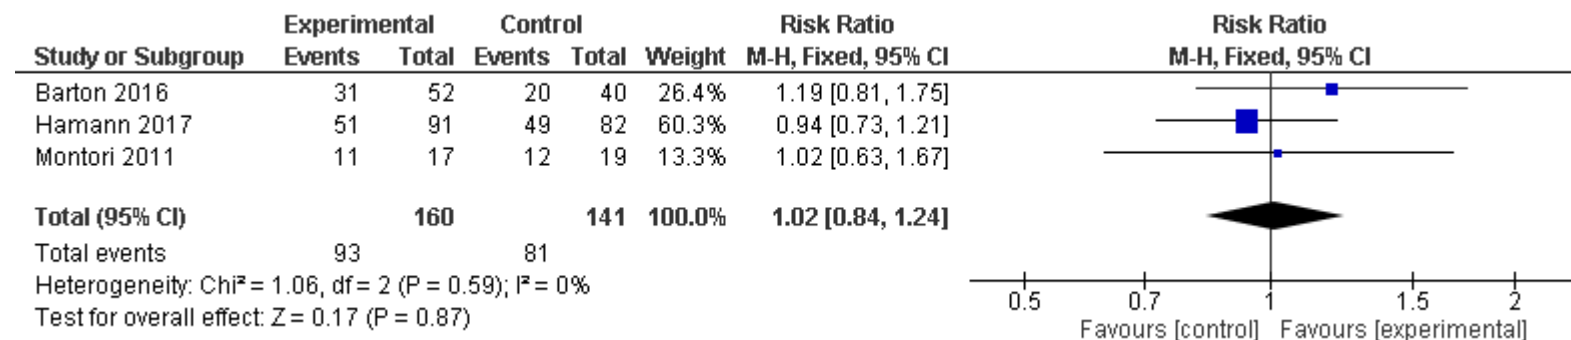 Experimental Control Risk Ratio Risk Ratio
Study or Subgroup Events Total Events Total Weight M-H, Fixed, 95% CI M-H, Fixed, 95% CI
Barton 2016 31 52 20 40 26.4% 1.19 [0.81, 1.75]
Hamann 2017 51 91 49 82 60.3% 0.94 [0.73, 1.21]
Montori 2011 11 17 12 19 13.3% 1.02 [0.63, 1.67]
Total (95% CI) 160 141 100.0% 1.02 [0.84, 1.24]
Total events 93 81
Heterogeneity: Chi² = 1.06, df = 2 (P = 0.59); I² = 0%
Test for overall effect: Z = 0.17 (P = 0.87)
0.5 0.7 1 1.5 2
Favours [control] Favours [experimental]